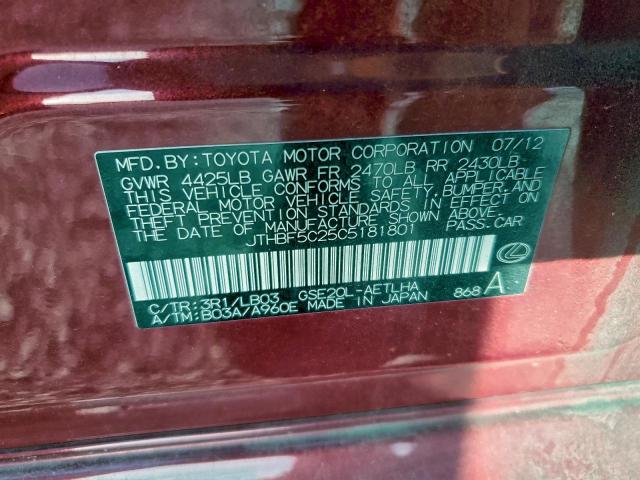 MFD. BY: TOYOTA MOTOR CORPORATION 07/12
GVWR 4425LB GAWR FR 2470LB RR 2430LB
THIS VEHICLE CONFORMS TO ALL APPLICABLE
FEDERAL MOTOR VEHICLE SAFETY, BUMPER, AND
THEFT PREVENTION STANDARDS IN EFFECT ON
THE DATE OF MANUFACTURE SHOWN ABOVE.
JTHBF5C25C5181801 PASS. CAR
C/TR: 3R1/LB03 GSE20L-AETLHA
A/TM: B03A/A960E MADE IN JAPAN 868 A